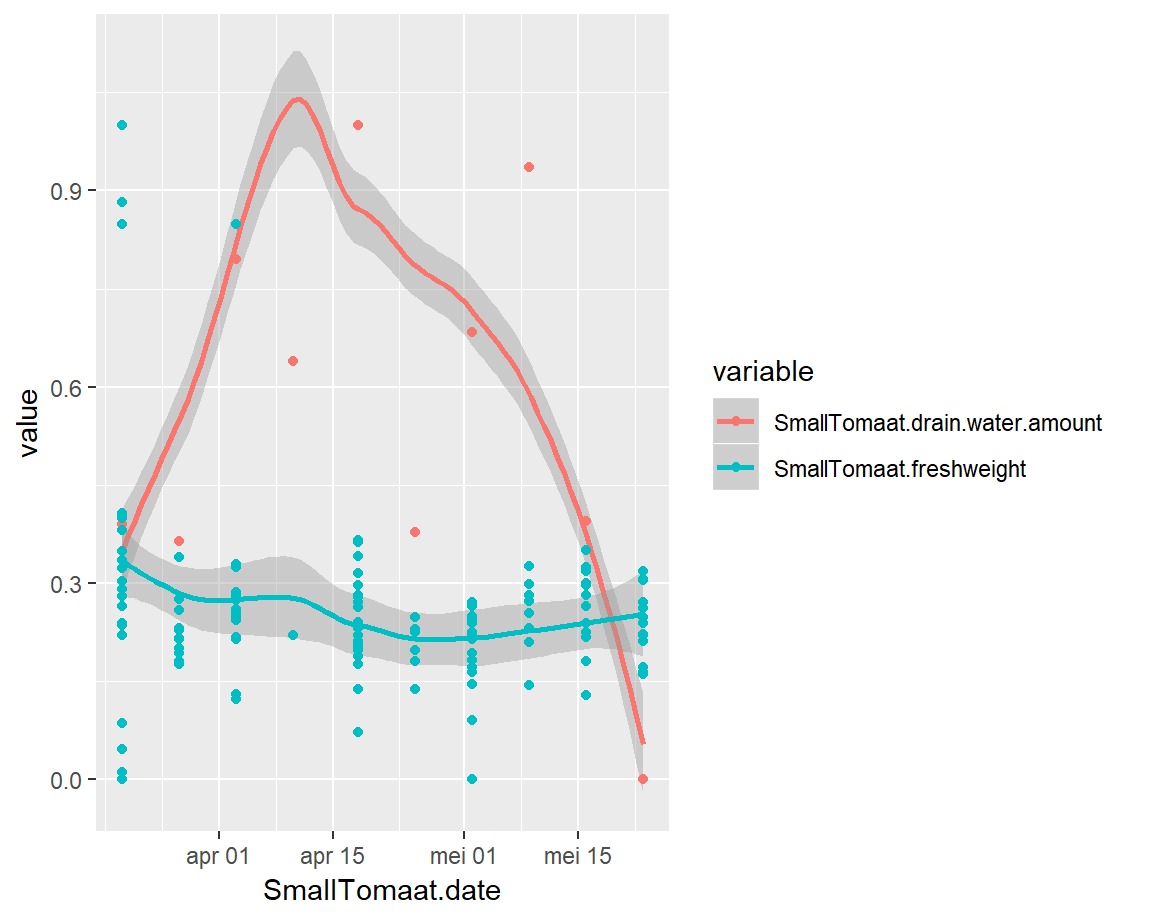 value
0.9
0.6
0.3
0.0
apr 01
apr 15
mei 01
mei 15
SmallTomaat.date
variable
SmallTomaat.drain.water.amount
SmallTomaat.freshweight